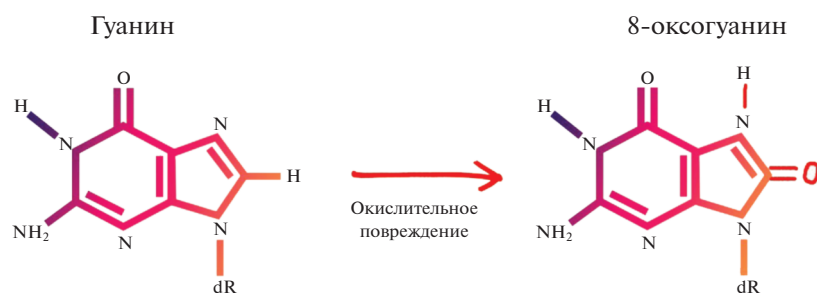 Гуанин
8-оксогуанин
O
H
N
N
H
NH₂
N
N
dR
Окислительное
повреждение
O
H
H
N
N
O
NH₂
N
N
dR